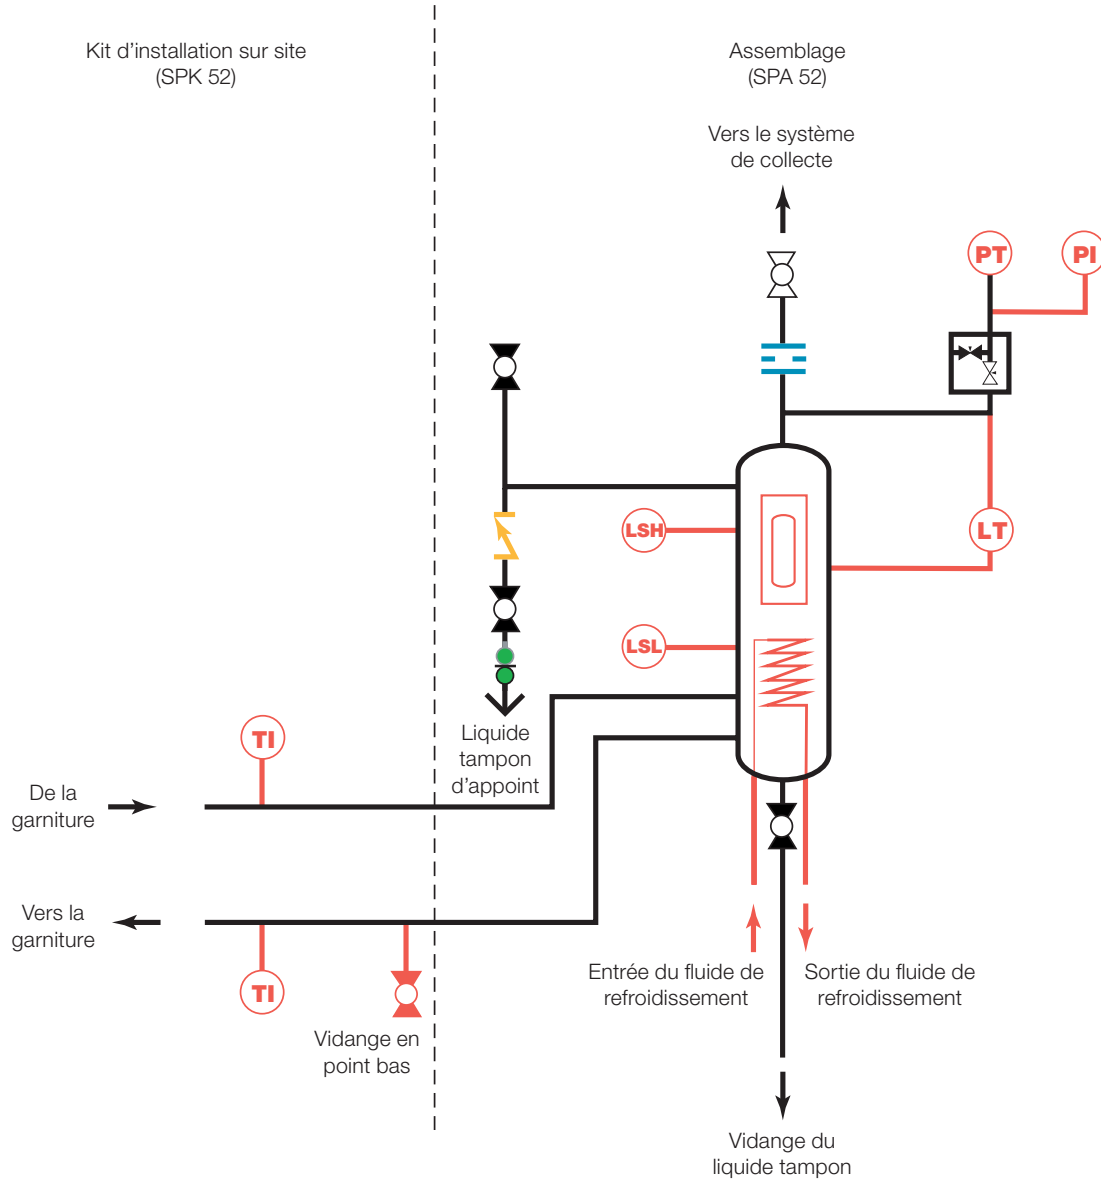 Kit d’installation sur site
(SPK 52)
Assemblage
(SPA 52)
Vers le système
de collecte
PT
PI
LSH
LT
LSL
Liquide
tampon
d’appoint
TI
De la
garniture
Vers la
garniture
TI
Entrée du fluide de
refroidissement
Sortie du fluide de
refroidissement
Vidange en
point bas
Vidange du
liquide tampon